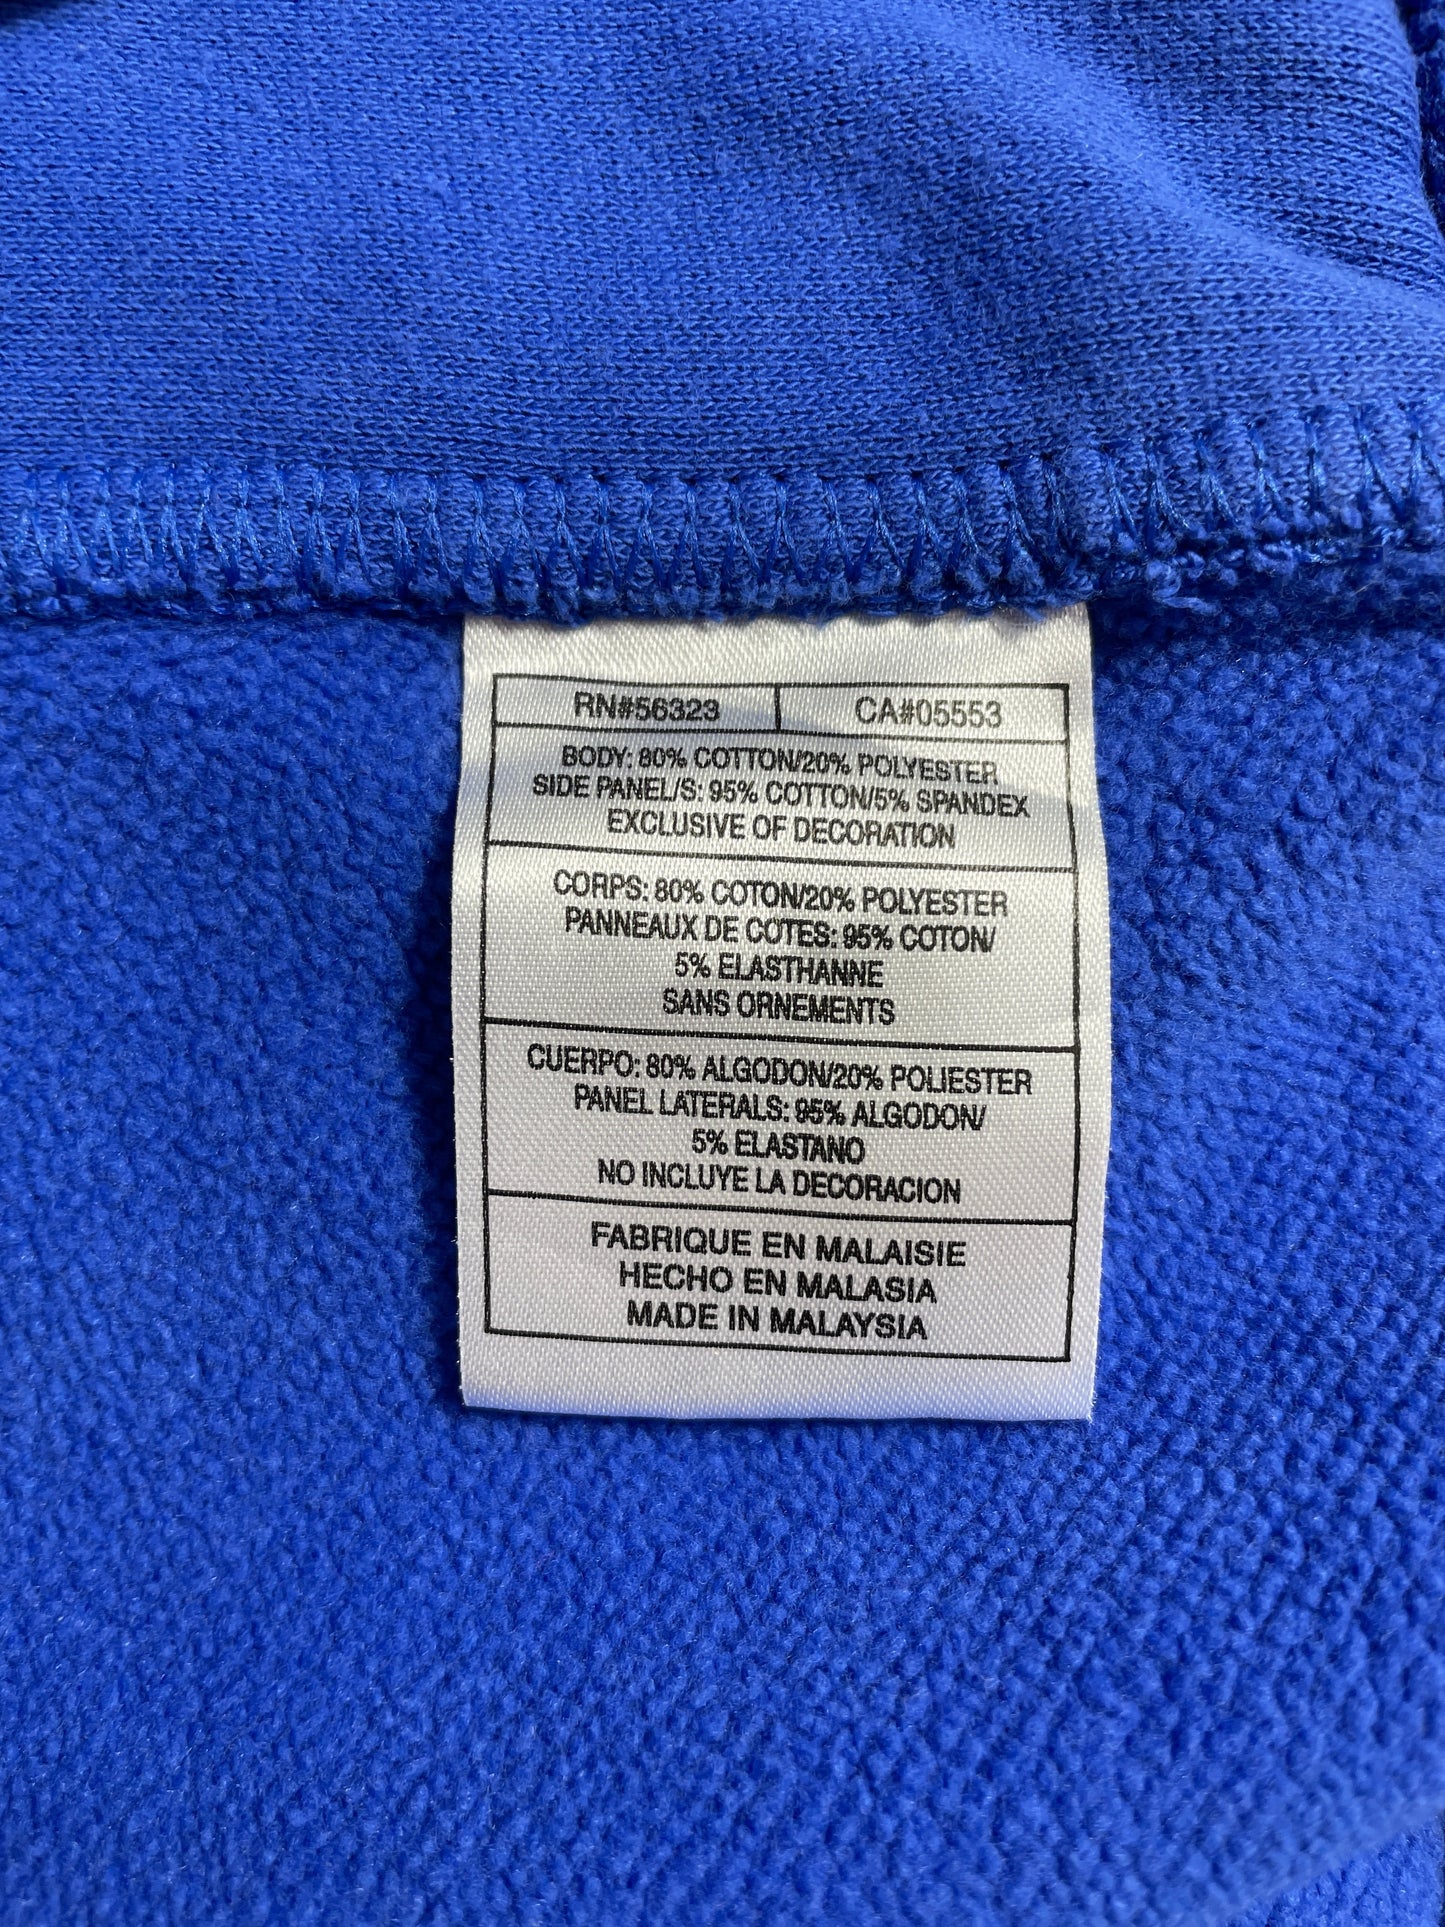 RN#56323 CA#05553
BODY: 80% COTTON/20% POLYESTER
SIDE PANEL/S: 95% COTTON/5% SPANDEX
EXCLUSIVE OF DECORATION
CORPS: 80% COTON/20% POLYESTER
PANNEAUX DE COTES: 95% COTON/
5% ELASTHANNE
SANS ORNEMENTS
CUERPO: 80% ALGODON/20% POLIESTER
PANEL LATERALS: 95% ALGODON/
5% ELASTANO
NO INCLUYE LA DECORACION
FABRIQUE EN MALAISIE
HECHO EN MALASIA
MADE IN MALAYSIA